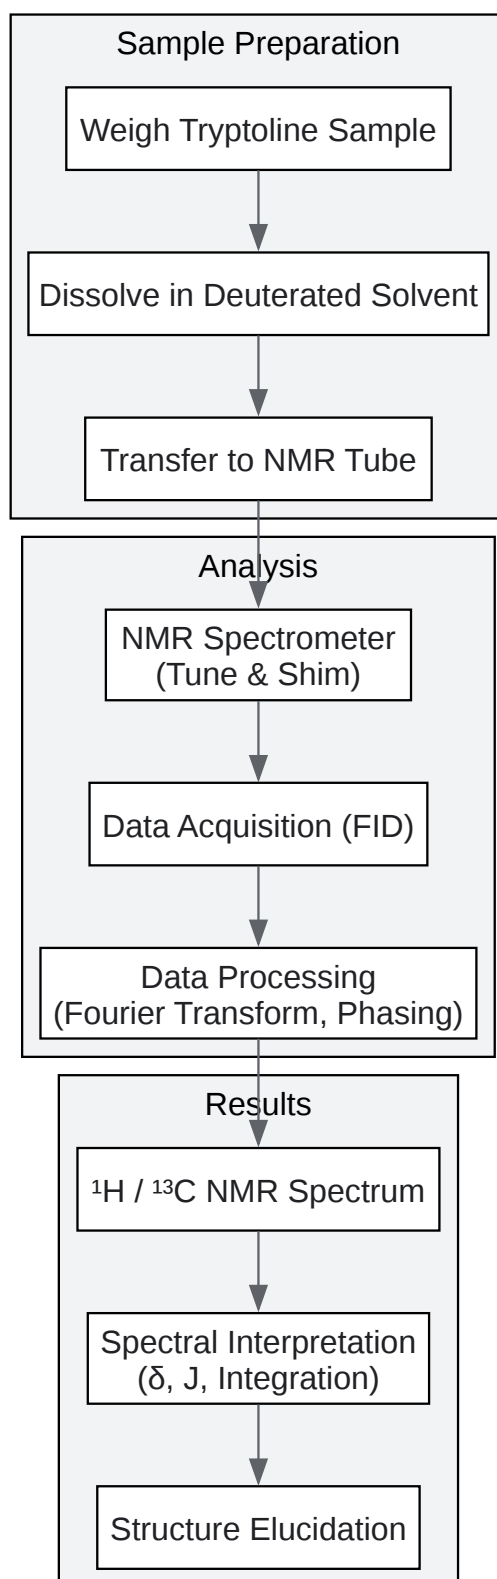 Sample Preparation
Weigh Tryptoline Sample
Dissolve in Deuterated Solvent
Transfer to NMR Tube
Analysis
NMR Spectrometer
(Tune & Shim)
Data Acquisition (FID)
Data Processing
(Fourier Transform, Phasing)
Results
¹H / ¹³C NMR Spectrum
Spectral Interpretation
(δ, J, Integration)
Structure Elucidation